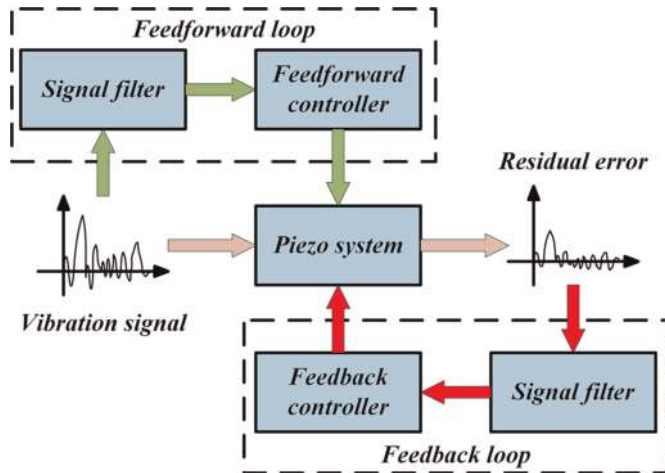 Feedforward loop
Signal filter
Feedforward
controller
Residual error
Piezo system
Vibration signal
Feedback
controller
Signal filter
Feedback loop